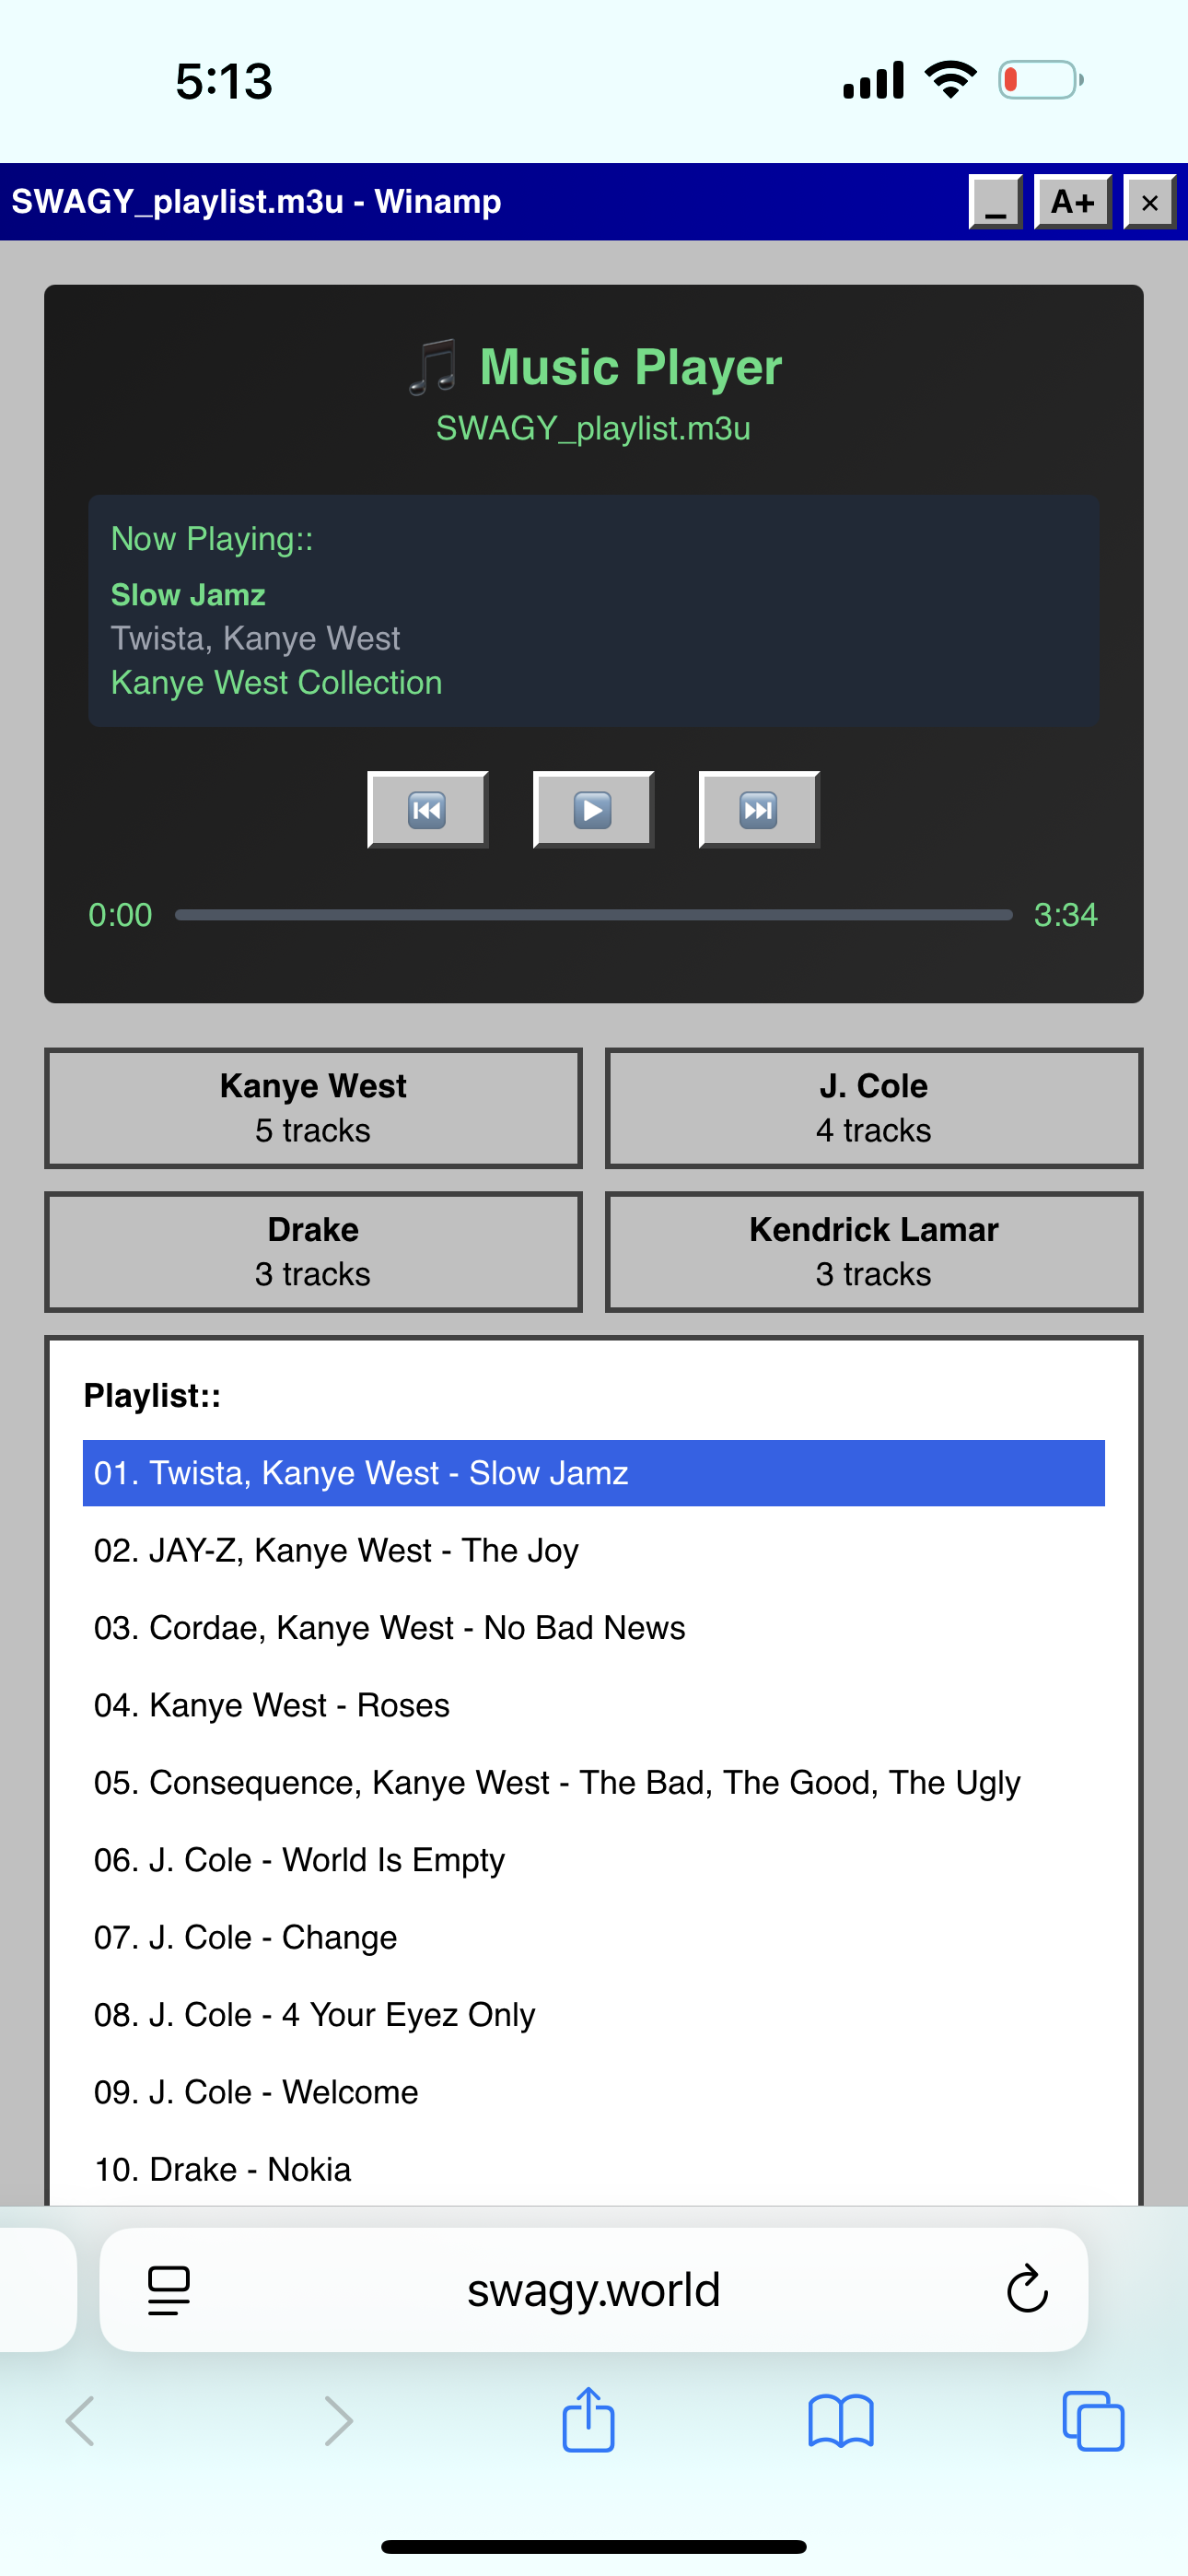 5:13
SWAGY_playlist.m3u - Winamp
_ A+ ×
Music Player
SWAGY_playlist.m3u
Now Playing::
Slow Jamz
Twista, Kanye West
Kanye West Collection
0:00 3:34
Kanye West
5 tracks
J. Cole
4 tracks
Drake
3 tracks
Kendrick Lamar
3 tracks
Playlist::
01. Twista, Kanye West - Slow Jamz
02. JAY-Z, Kanye West - The Joy
03. Cordae, Kanye West - No Bad News
04. Kanye West - Roses
05. Consequence, Kanye West - The Bad, The Good, The Ugly
06. J. Cole - World Is Empty
07. J. Cole - Change
08. J. Cole - 4 Your Eyez Only
09. J. Cole - Welcome
10. Drake - Nokia
swagy.world